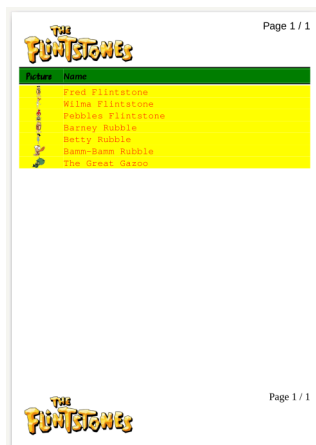 THE
FLINTSTONES
Page 1 / 1
Picture Name
Fred Flintstone
Wilma Flintstone
Pebbles Flintstone
Barney Rubble
Betty Rubble
Bamm-Bamm Rubble
The Great Gazoo
THE
FLINTSTONES
Page 1 / 1